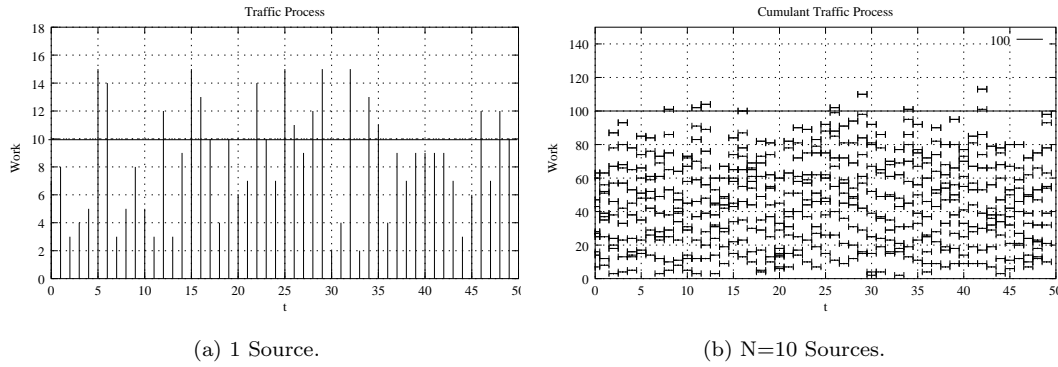 Traffic Process
18
16
14
12
10
8
6
4
2
0
Work
0 5 10 15 20 25 30 35 40 45 50
t
(a) 1 Source.
Cumulant Traffic Process
100
140
120
100
80
60
40
20
0
Work
0 5 10 15 20 25 30 35 40 45 50
t
(b) N=10 Sources.